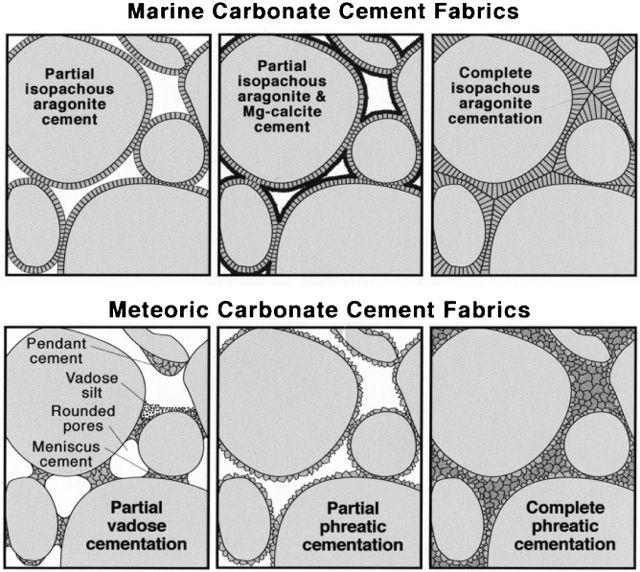 Marine Carbonate Cement Fabrics
Partial
isopachous
aragonite
cement
Partial
isopachous
aragonite &
Mg-calcite
cement
Complete
isopachous
aragonite
cementation
Meteoric Carbonate Cement Fabrics
Pendant
cement
Vadose
silt
Rounded
pores
Meniscus
cement
Partial
vadose
cementation
Partial
phreatic
cementation
Complete
phreatic
cementation